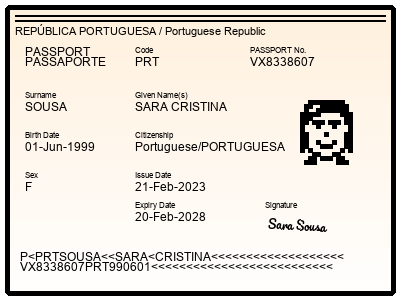 REPÚBLICA PORTUGUESA / Portuguese Republic
PASSPORT Code PASSPORT No.
PASSAPORTE PRT VX8338607
Surname Given Name(s)
SOUSA SARA CRISTINA
Birth Date Citizenship
01-Jun-1999 Portuguese/PORTUGUESA
Sex Issue Date
F 21-Feb-2023
Expiry Date Signature
20-Feb-2028 Sara Sousa
P<PRTSOUSA<<SARA<CRISTINA<<<<<<<<<<<<<<<<<<<
VX8338607PRT990601<<<<<<<<<<<<<<<<<<<<<<<<<<